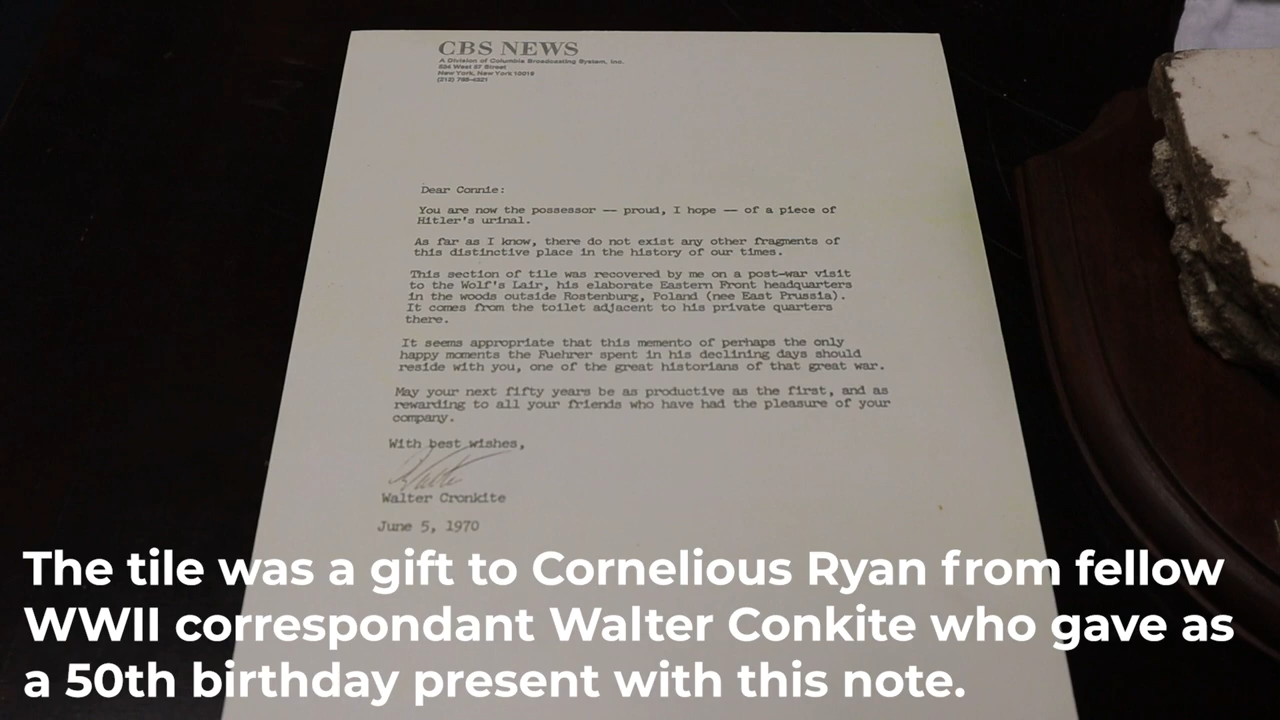 CBS NEWS
A Division of Columbia Broadcasting System, Inc.
524 West 57 Street
New York, New York 10019
(212) 765-4321
Dear Connie:
You are now the possessor -- proud, I hope -- of a piece of
Hitler's urinal.
As far as I know, there do not exist any other fragments of
this distinctive place in the history of our times.
This section of tile was recovered by me on a post-war visit
to the Wolf's Lair, his elaborate Eastern Front headquarters
in the woods outside Rostenburg, Poland (nee East Prussia).
It comes from the toilet adjacent to his private quarters
there.
It seems appropriate that this memento of perhaps the only
happy moments the Fuehrer spent in his declining days should
reside with you, one of the great historians of that great war.
May your next fifty years be as productive as the first, and as
rewarding to all your friends who have had the pleasure of your
company.
With best wishes,
Walter Cronkite
June 5, 1970
The tile was a gift to Cornelious Ryan from fellow
WWII correspondant Walter Conkite who gave as
a 50th birthday present with this note.